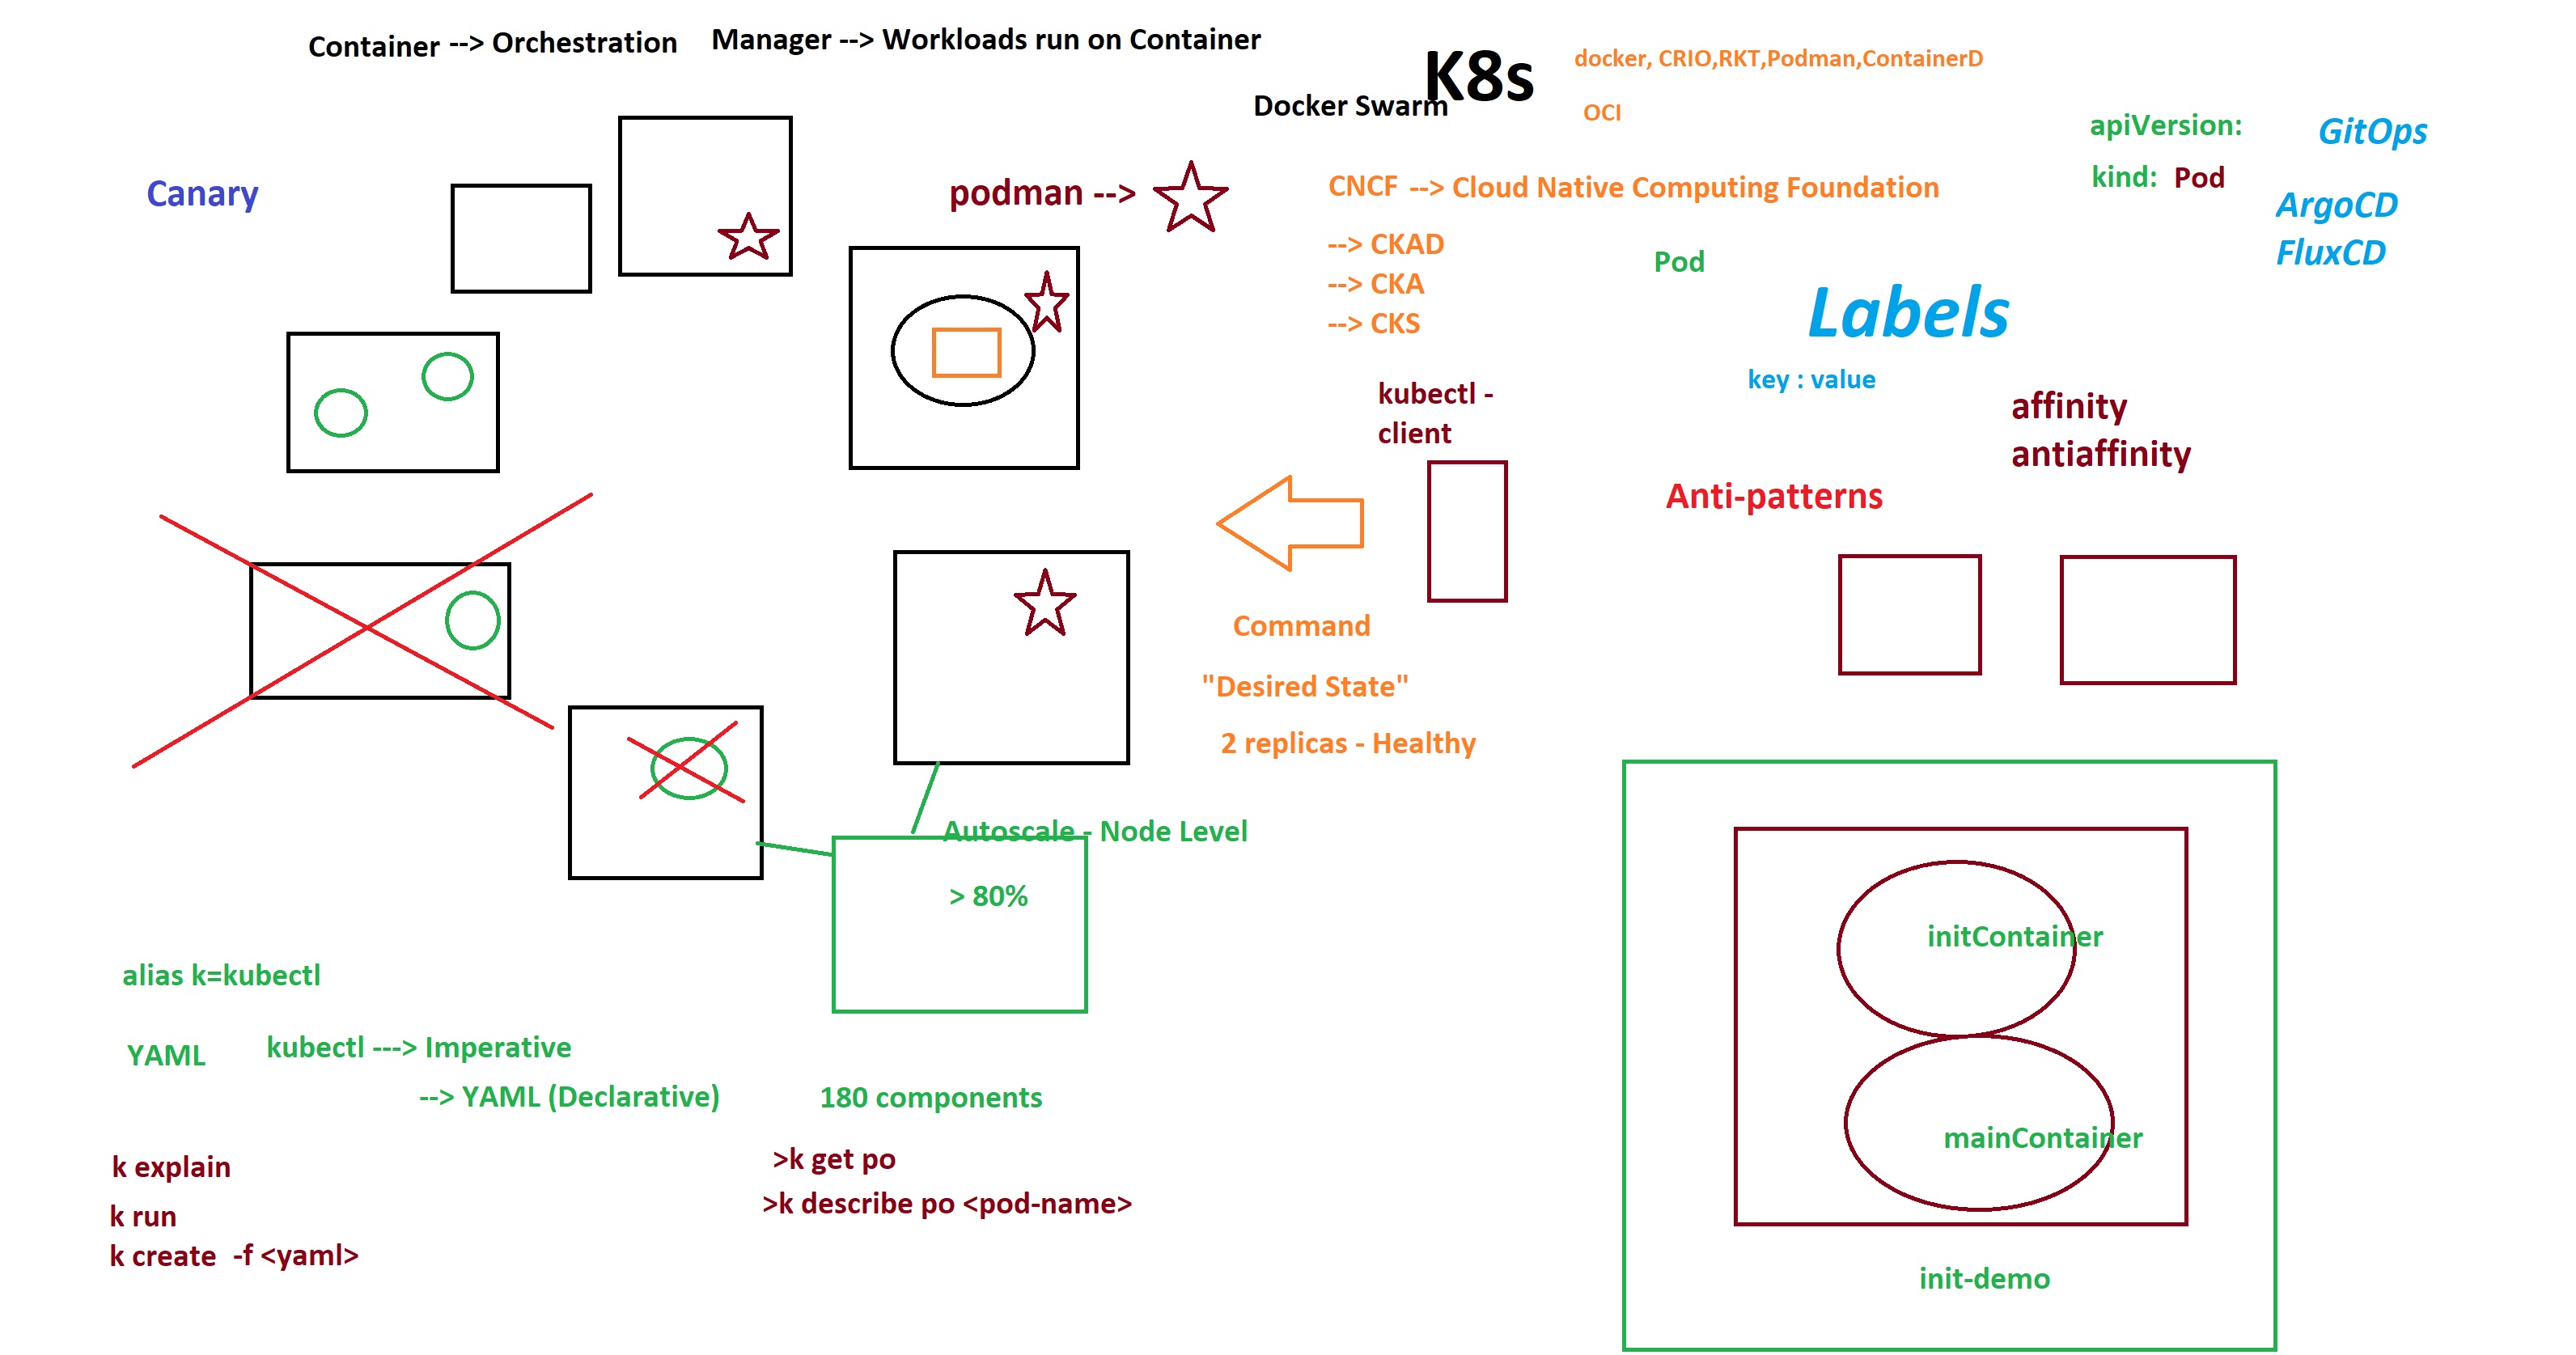 Container --> Orchestration
Manager --> Workloads run on Container
K8s
docker, CRIO,RKT,Podman,ContainerD
Docker Swarm
OCI
apiVersion:
GitOps
kind: Pod
Canary
podman -->
CNCF --> Cloud Native Computing Foundation
ArgoCD
FluxCD
--> CKAD
--> CKA
--> CKS
Pod
Labels
key : value
kubectl -
client
affinity
antiaffinity
Anti-patterns
Command
"Desired State"
2 replicas - Healthy
Autoscale - Node Level
> 80%
initContainer
mainContainer
init-demo
alias k=kubectl
YAML
kubectl ---> Imperative
--> YAML (Declarative)
180 components
k explain
k run
k create -f <yaml>
>k get po
>k describe po <pod-name>